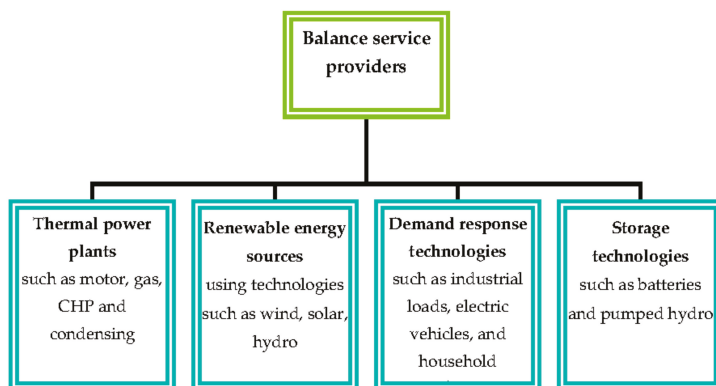 Balance service
providers
Thermal power
plants
such as motor, gas,
CHP and
condensing
Renewable energy
sources
using technologies
such as wind, solar,
hydro
Demand response
technologies
such as industrial
loads, electric
vehicles, and
household
Storage
technologies
such as batteries
and pumped hydro